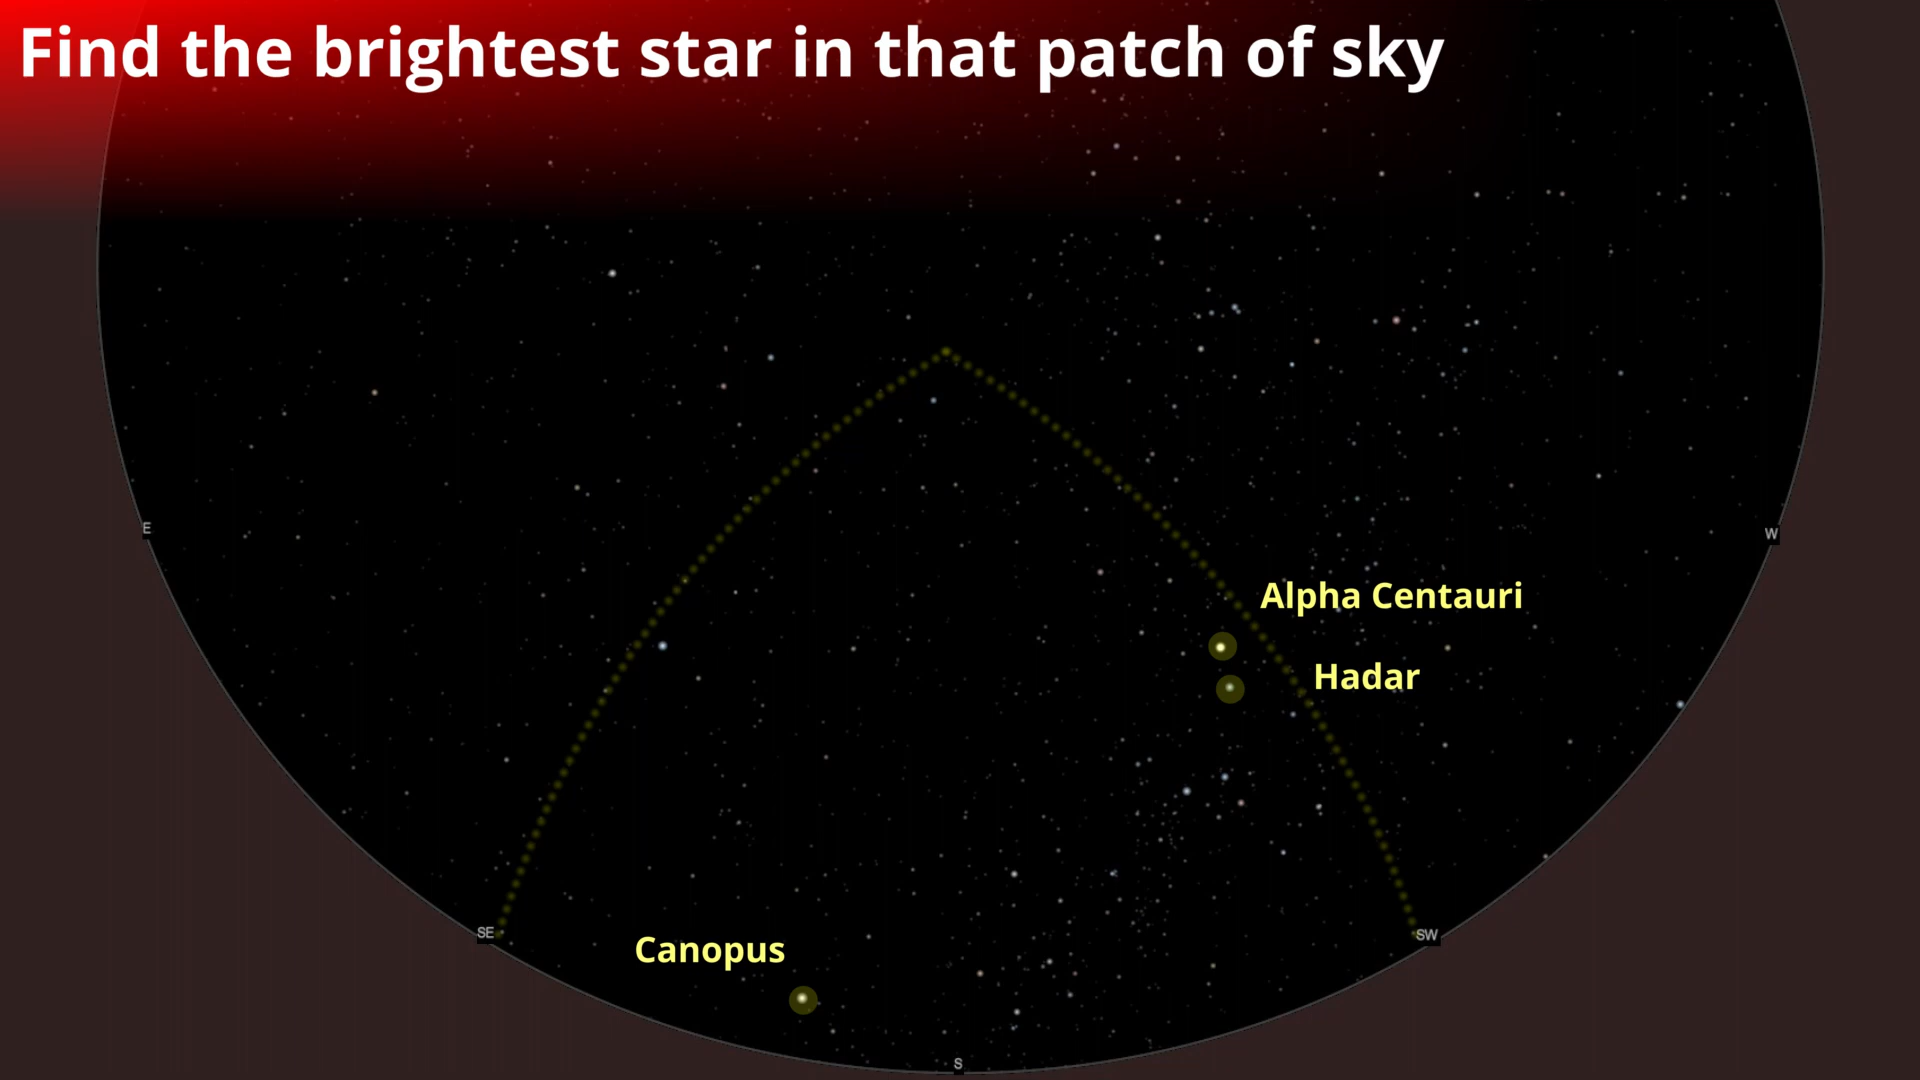 Find the brightest star in that patch of sky
E
W
Alpha Centauri
Hadar
SE
SW
Canopus
S